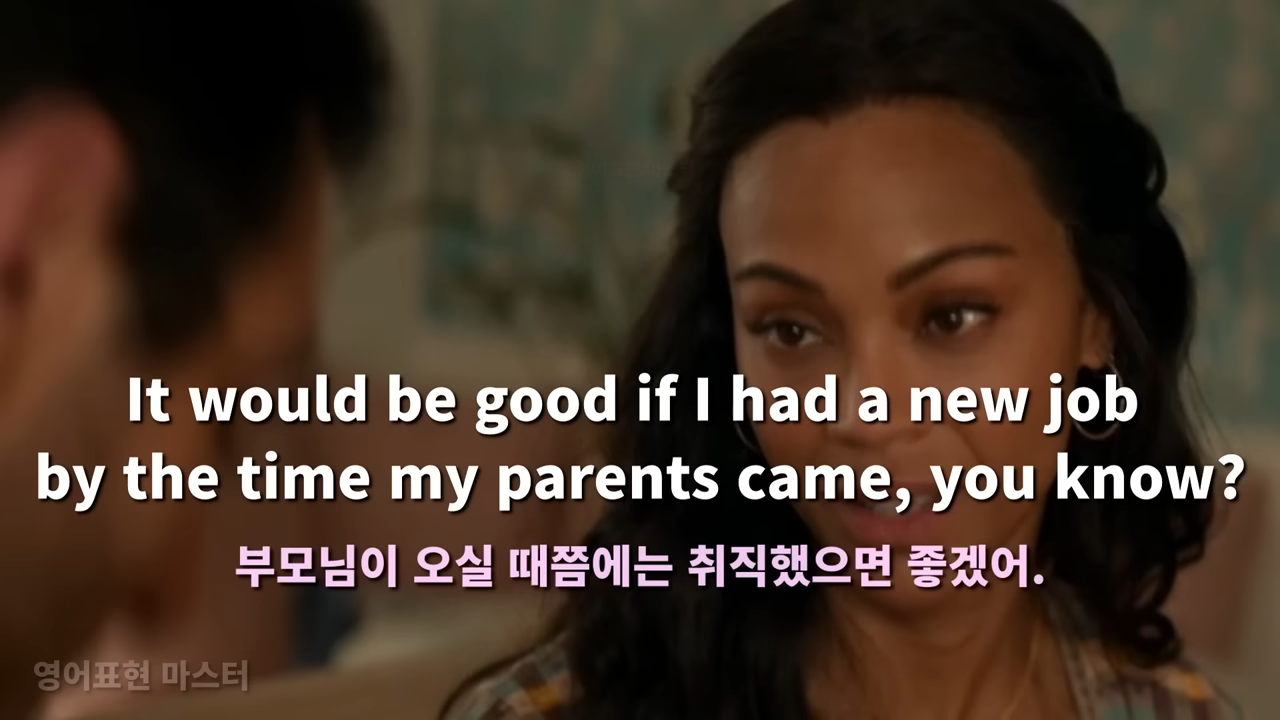 It would be good if I had a new job
by the time my parents came, you know?
부모님이 오실 때쯤에는 취직했으면 좋겠어.
영어표현 마스터